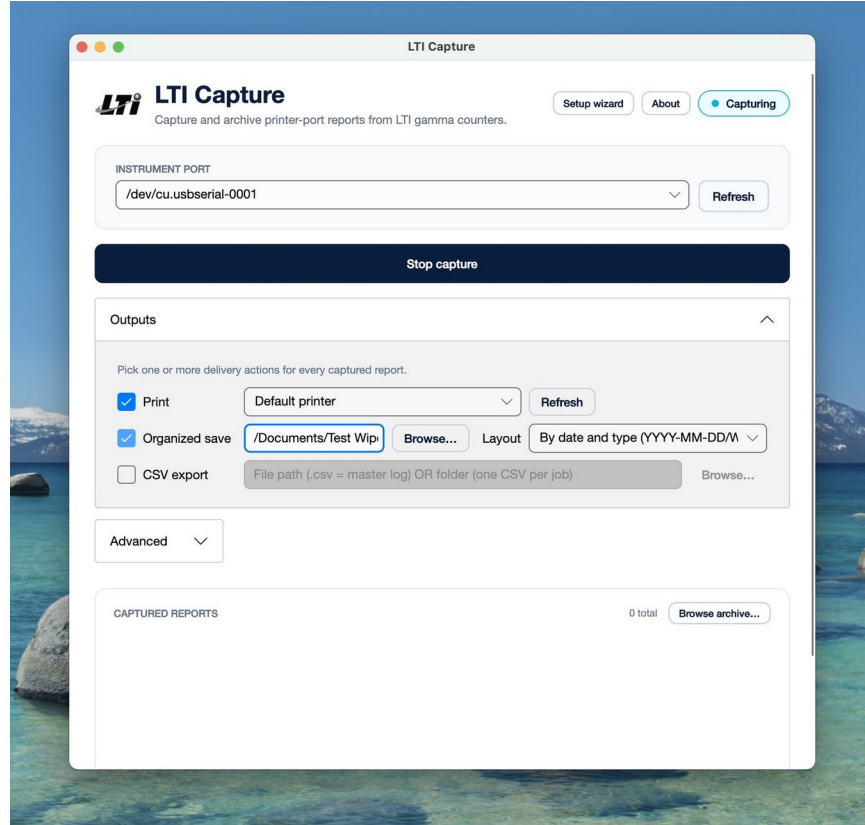 LTI Capture
LTi LTI Capture
Capture and archive printer-port reports from LTI gamma counters.
Setup wizard About Capturing
INSTRUMENT PORT
/dev/cu.usbserial-0001 Refresh
Stop capture
Outputs
Pick one or more delivery actions for every captured report.
Print Default printer Refresh
Organized save /Documents/Test Wip Browse... Layout By date and type (YYYY-MM-DD/W
CSV export File path (.csv = master log) OR folder (one CSV per job) Browse...
Advanced
CAPTURED REPORTS 0 total Browse archive...